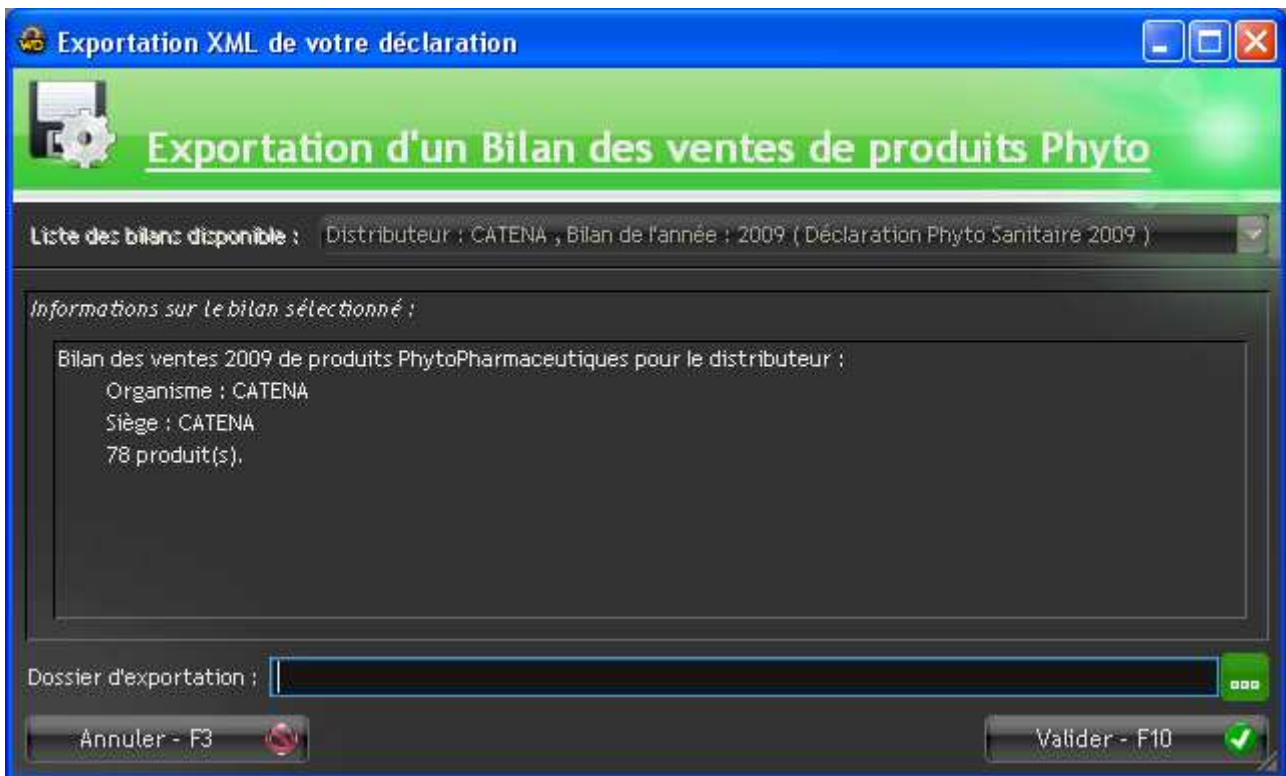 Exportation XML de votre déclaration
Exportation d'un Bilan des ventes de produits Phyto
Liste des bilans disponible : Distributeur : CATENA , Bilan de l'année : 2009 ( Déclaration Phyto Sanitaire 2009 )
Informations sur le bilan sélectionné :
Bilan des ventes 2009 de produits PhytoPharmaceutiques pour le distributeur :
Organisme : CATENA
Siège : CATENA
78 produit(s).
Dossier d'exportation :
Annuler - F3 Valider - F10